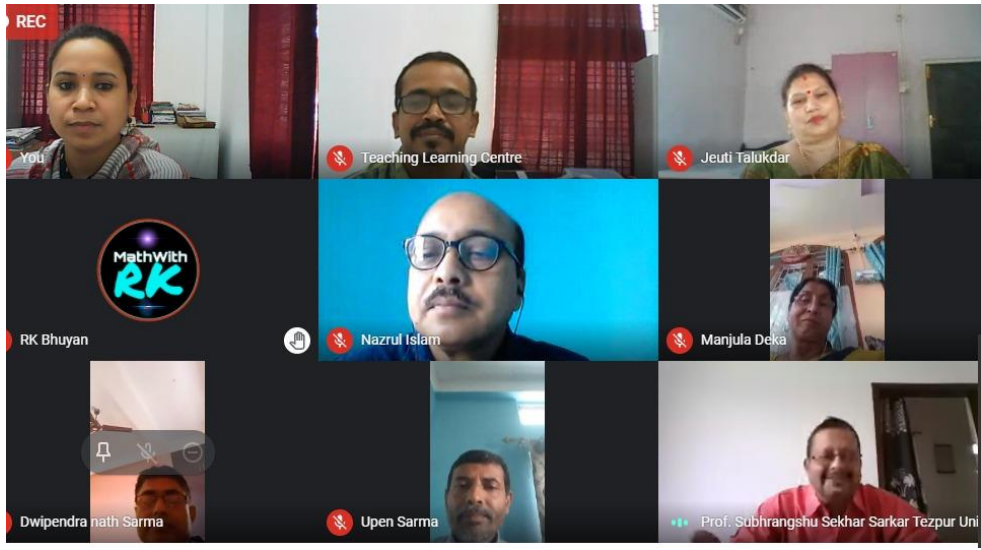 REC
You
Teaching Learning Centre
Jeuti Talukdar
MathWith
RK
RK Bhuyan
Nazrul Islam
Manjula Deka
Dwipendra nath Sarma
Upen Sarma
Prof. Subhrangshu Sekhar Sarkar Tezpur Uni